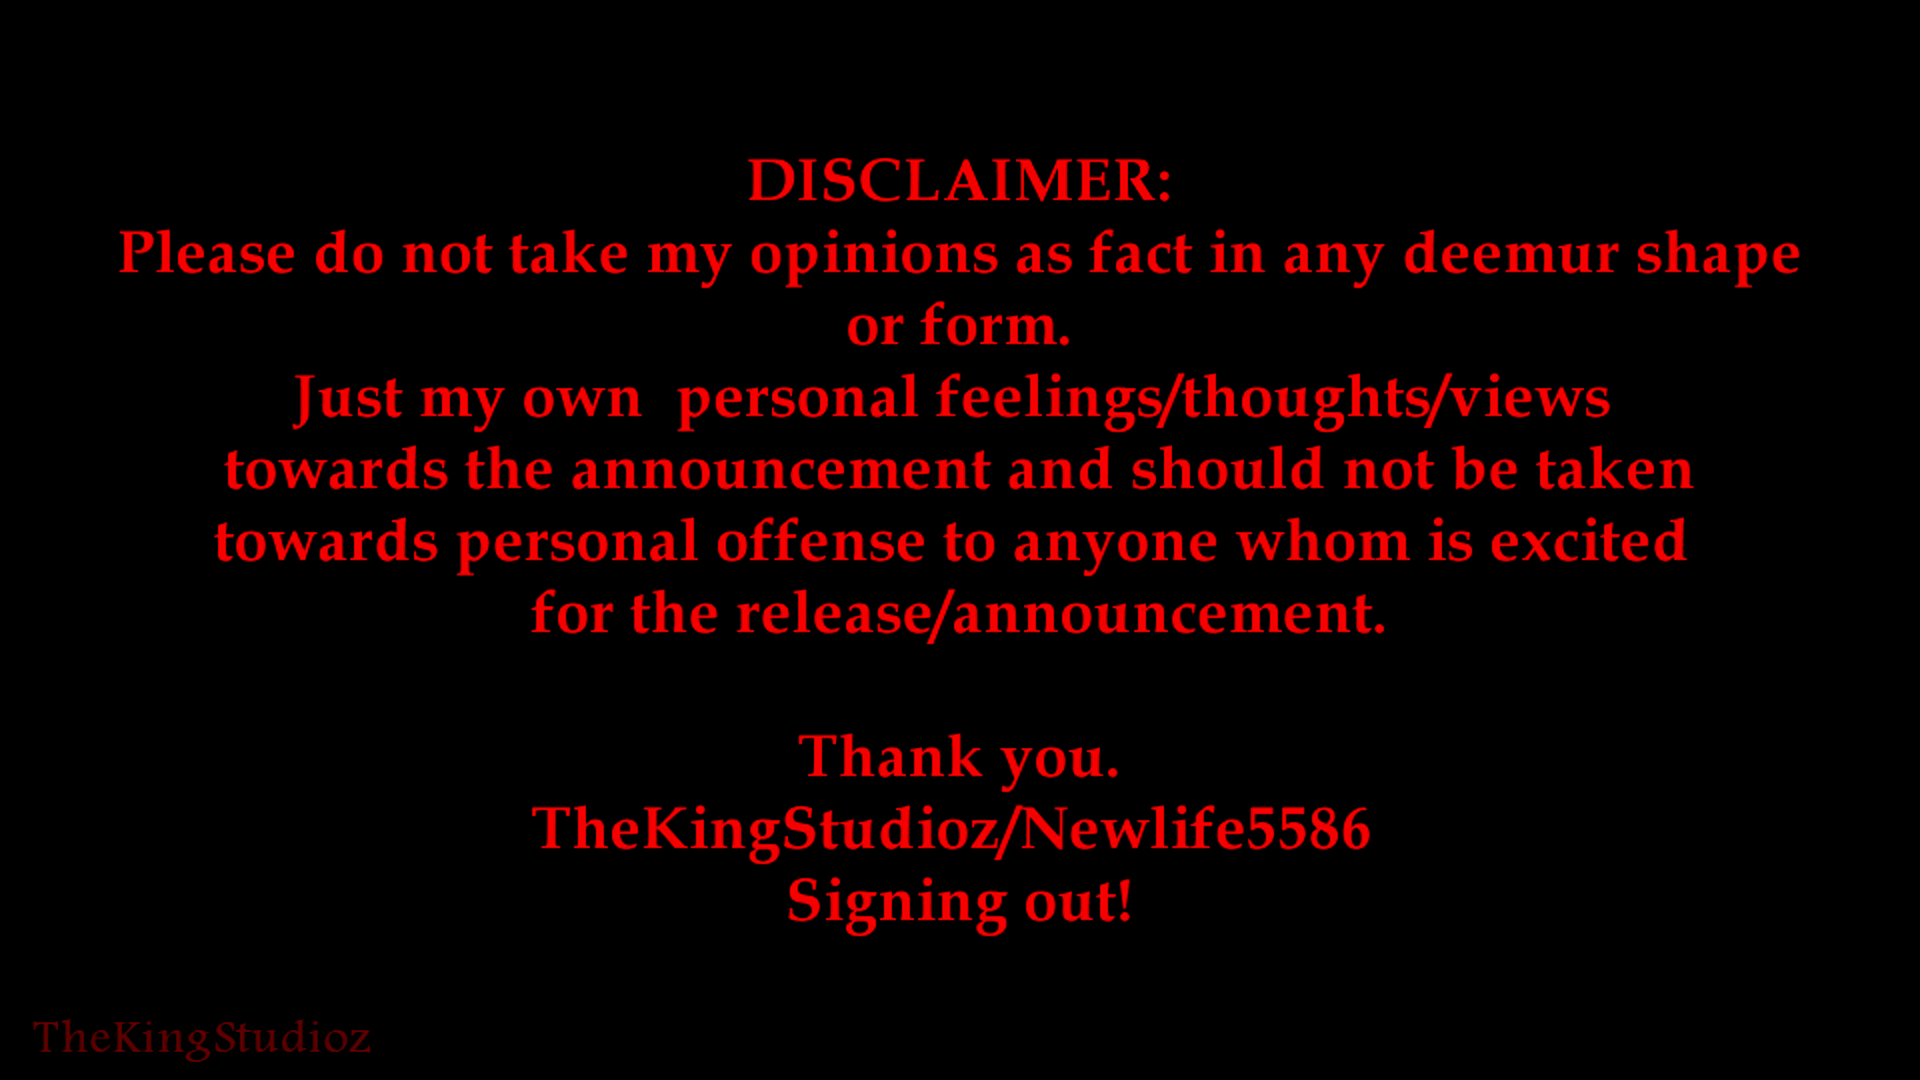 DISCLAIMER:
Please do not take my opinions as fact in any deemur shape
or form.
Just my own  personal feelings/thoughts/views
towards the announcement and should not be taken
towards personal offense to anyone whom is excited
for the release/announcement.
Thank you.
TheKingStudioz/Newlife5586
Signing out!
TheKingStudioz